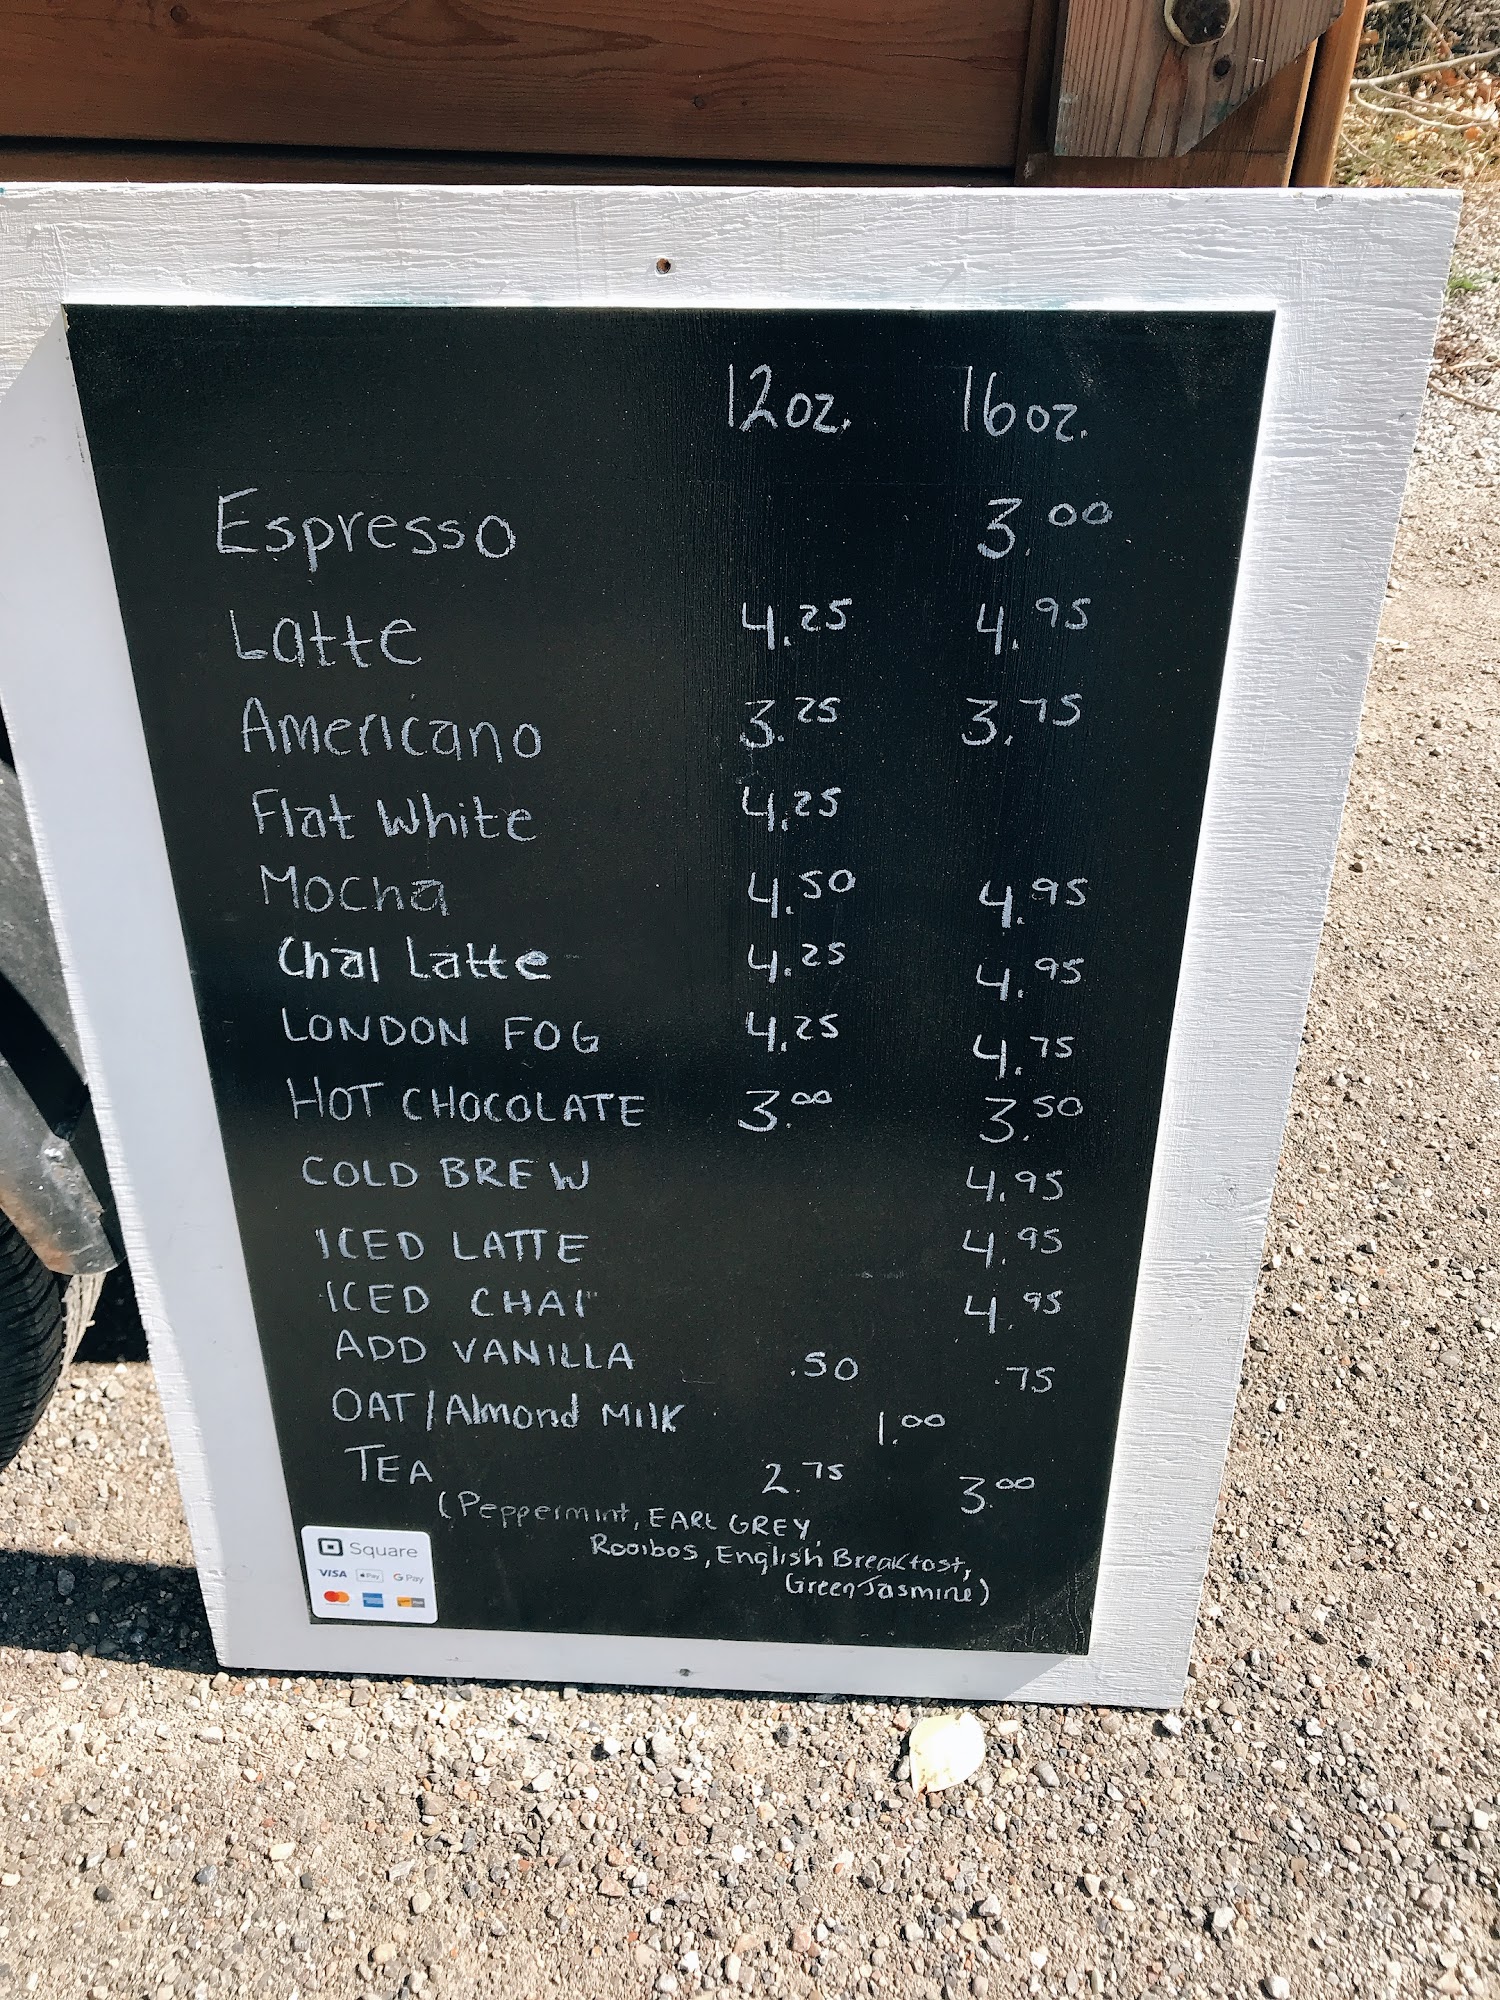 12oz. 16oz.
Espresso 3.00
Latte 4.25 4.95
Americano 3.25 3.75
Flat White 4.25
Mocha 4.50 4.95
Chai Latte 4.25 4.95
LONDON FOG 4.25 4.75
HOT CHOCOLATE 3.00 3.50
COLD BREW 4.95
ICED LATTE 4.95
ICED CHAI 4.95
ADD VANILLA .50 .75
OAT/Almond MILK 1.00
TEA 2.75 3.00
(Peppermint, EARL GREY,
Rooibos, English Breakfast,
Green Jasmine)
Square
VISA Pay G Pay